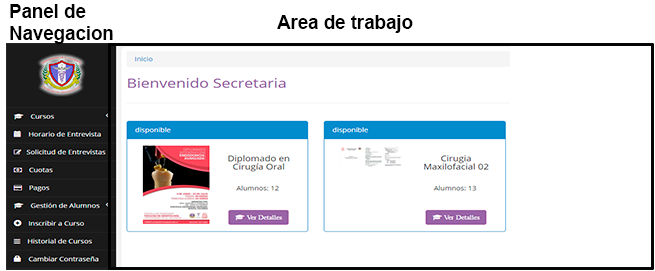 Panel de
Navegacion
Area de trabajo
Inicio
Bienvenido Secretaria
Cursos
Horario de Entrevista
Solicitud de Entrevistas
Cuotas
Pagos
Gestión de Alumnos
Inscribir a Curso
Historial de Cursos
Cambiar Contraseña
disponible
Diplomado en
Cirugía Oral
Alumnos: 12
Ver Detalles
disponible
Cirugia
Maxilofacial 02
Alumnos: 13
Ver Detalles